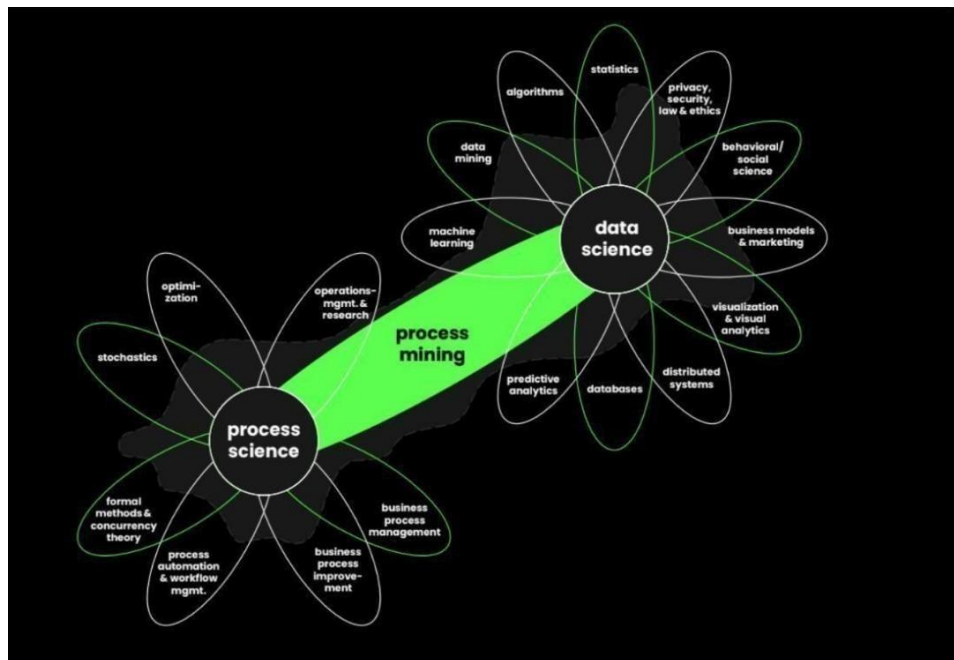 statistics
algorithms
privacy,
security,
law & ethics
data
mining
behavioral/
social
science
machine
learning
data
science
business models
& marketing
optimi-
zation
operations-
mgmt. &
research
visualization
& visual
analytics
process
mining
stochastics
predictive
analytics
databases
distributed
systems
process
science
formal
methods &
concurrency
theory
business
process
management
process
automation
& workflow
mgmt.
business
process
improve-
ment